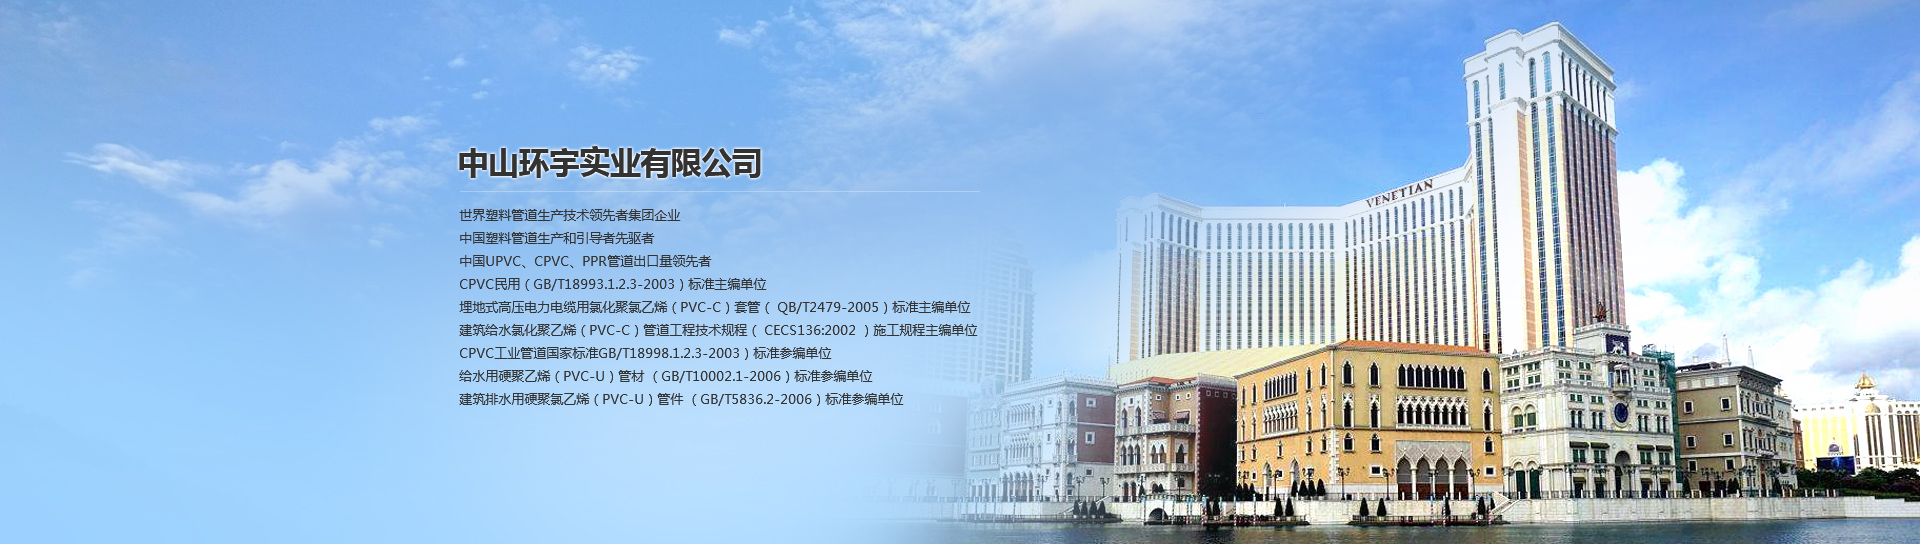 中山环宇实业有限公司
世界塑料管道生产技术领先者集团企业
中国塑料管道生产和引导者先驱者
中国UPVC、CPVC、PPR管道出口量领先者
CPVC民用（GB/T18993.1.2.3-2003）标准主编单位
埋地式高压电力电缆用氯化聚氯乙烯（PVC-C）套管（ QB/T2479-2005）标准主编单位
建筑给水氯化聚乙烯（PVC-C）管道工程技术规程（ CECS136:2002 ）施工规程主编单位
CPVC工业管道国家标准GB/T18998.1.2.3-2003）标准参编单位
给水用硬聚乙烯（PVC-U）管材 （GB/T10002.1-2006）标准参编单位
建筑排水用硬聚氯乙烯（PVC-U）管件 （GB/T5836.2-2006）标准参编单位
VENETIAN